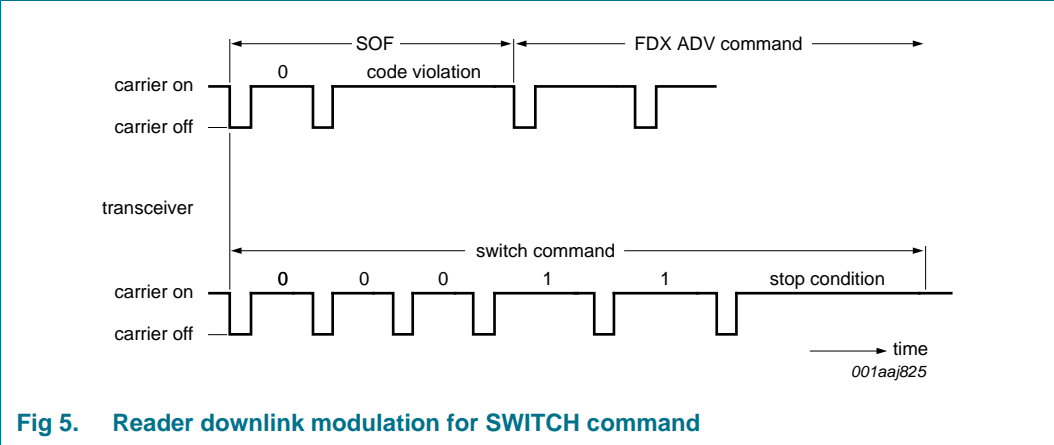 SOF FDX ADV command
0 code violation
carrier on
carrier off
transceiver
switch command
0 0 0 1 1 stop condition
carrier on
carrier off
time
001aaj825
Fig 5. Reader downlink modulation for SWITCH command